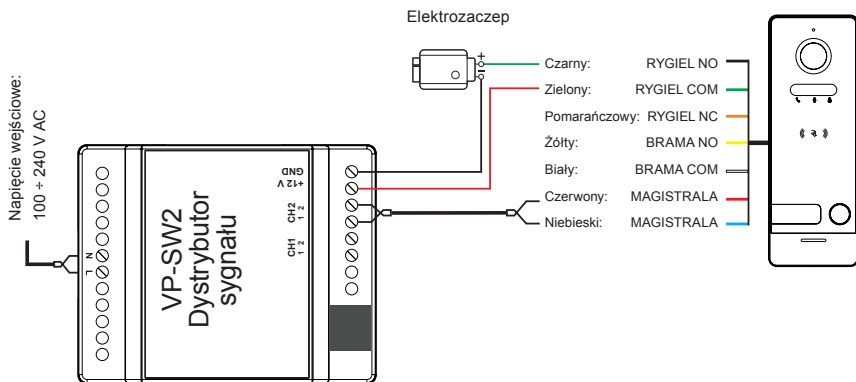 Elektrozaczep
+
–
Czarny: RYGIEL NO
Zielony: RYGIEL COM
Pomarańczowy: RYGIEL NC
Żółty: BRAMA NO
Biały: BRAMA COM
Czerwony: MAGISTRALA
Niebieski: MAGISTRALA
Napięcie wejściowe:
100 ÷ 240 V AC
N
L
VP-SW2
Dystrybutor
sygnału
GND
+12 V
CH2
1 2
CH1
1 2